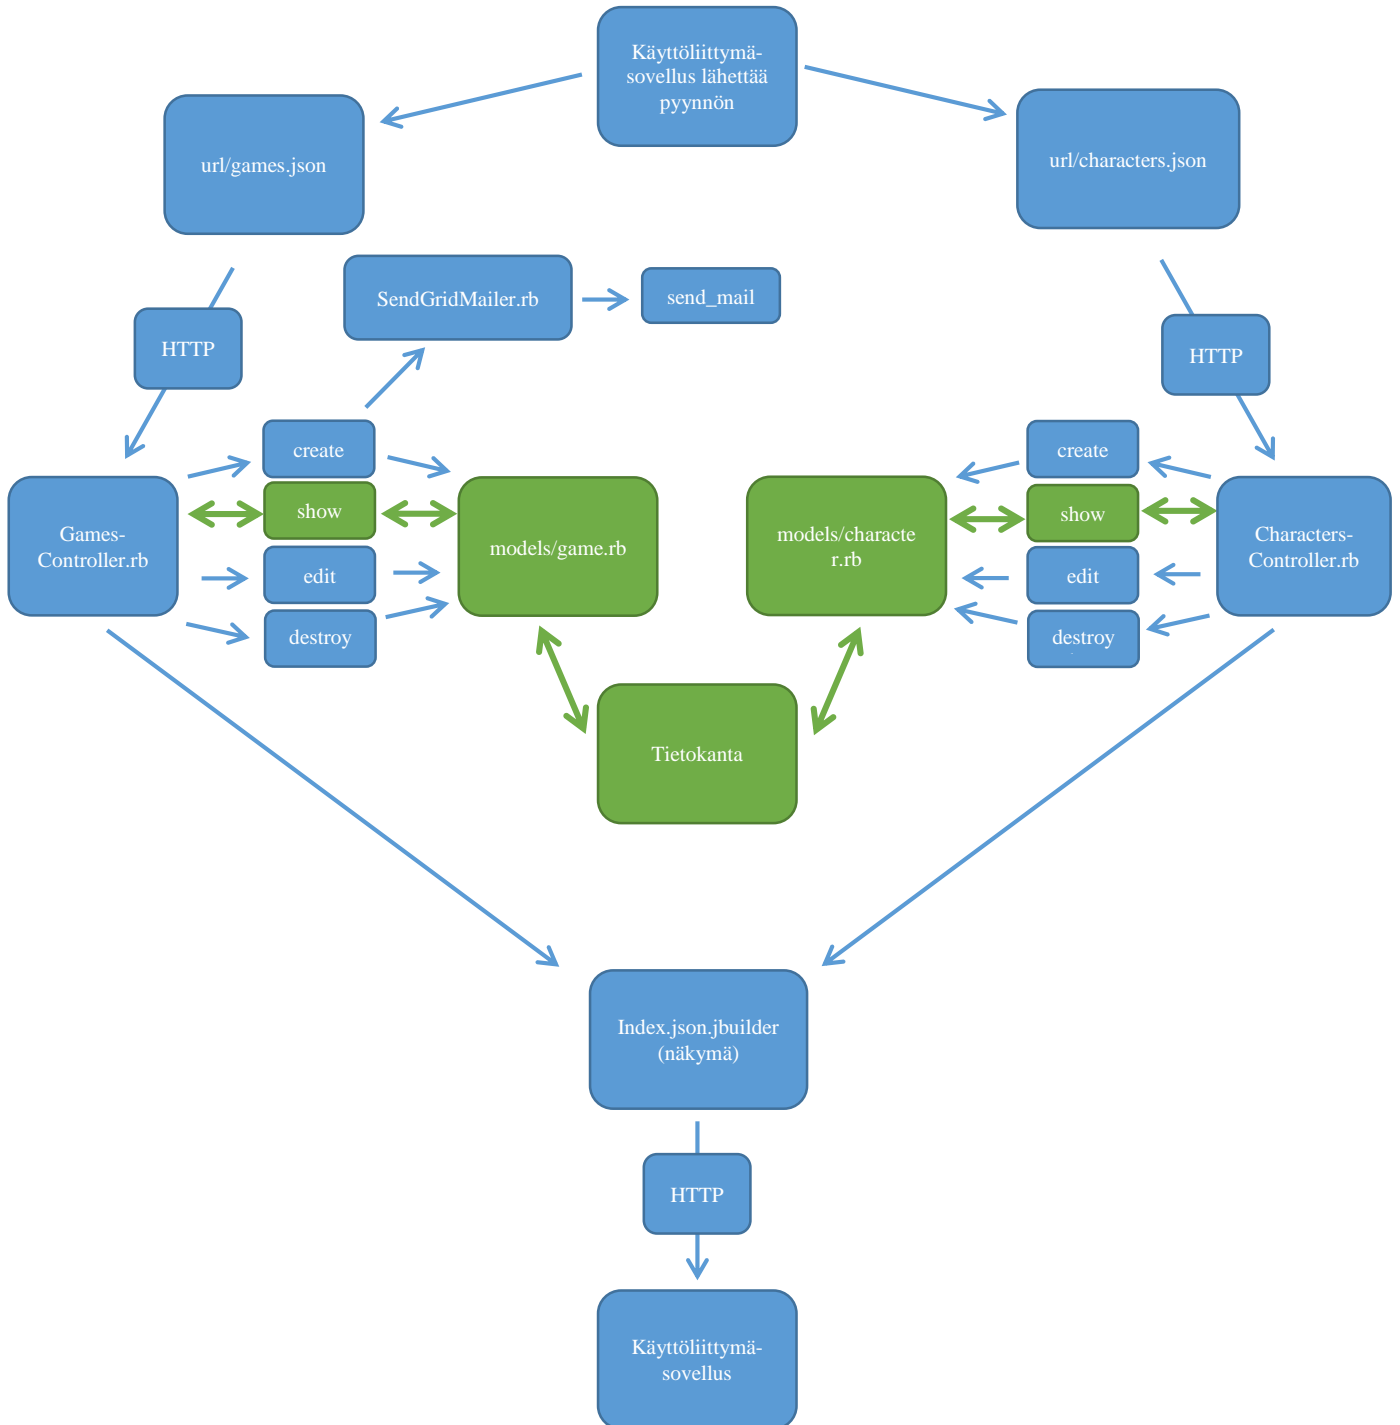 Käyttöliittymä-
sovellus lähettää
pyynnön
url/games.json
url/characters.json
SendGridMailer.rb
send_mail
HTTP
HTTP
create
show
edit
destroy
Games-
Controller.rb
models/game.rb
models/characte
r.rb
create
show
edit
destroy
Characters-
Controller.rb
Tietokanta
Index.json.jbuilder
(näkymä)
HTTP
Käyttöliittymä-
sovellus